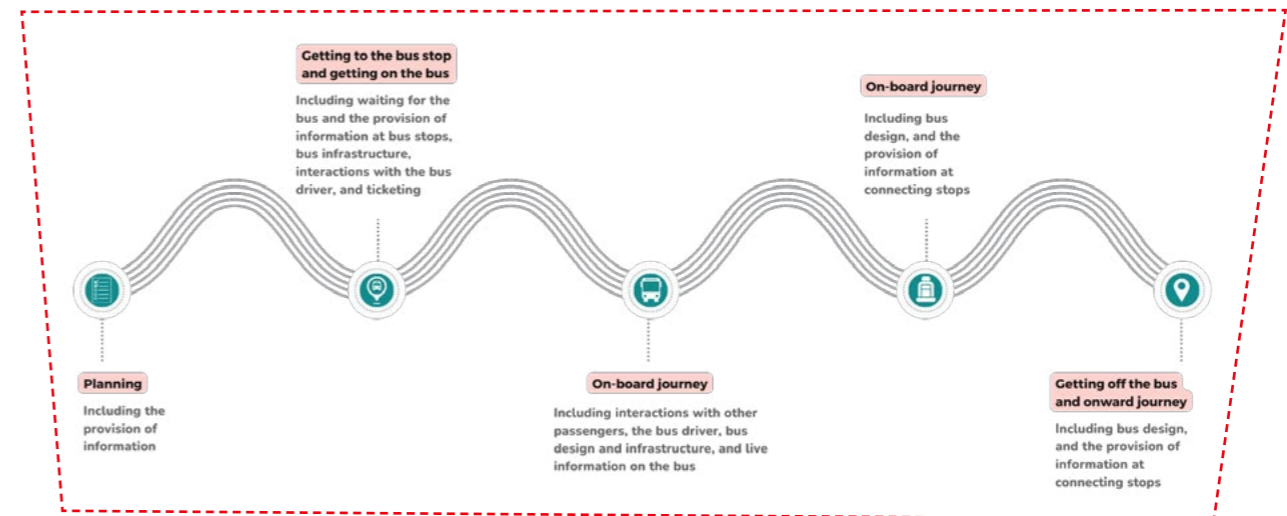 Planning
Including the
provision of
information
Getting to the bus stop
and getting on the bus
Including waiting for the
bus and the provision of
information at bus stops,
bus infrastructure,
interactions with the bus
driver, and ticketing
On-board journey
Including interactions with other
passengers, the bus driver, bus
design and infrastructure, and live
information on the bus
On-board journey
Including bus
design, and the
provision of
information at
connecting stops
Getting off the bus
and onward journey
Including bus design,
and the provision of
information at
connecting stops